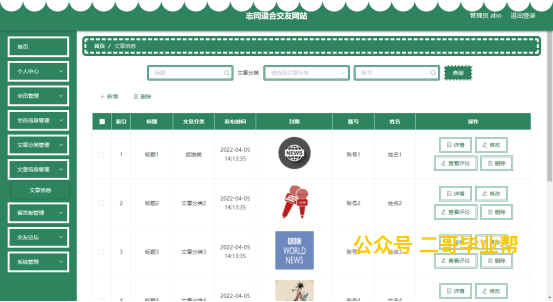 志同道合交友网站
管理员 abo 退出登录
首页
个人中心
会员管理
会员信息管理
文章分类管理
文章信息管理
文章信息
留言板管理
交友论坛
系统管理
首页 / 文章信息
标题 文章分类 请选择文章分类 账号 查询
+ 新增 删除
索引 标题 文章分类 发布时间 封面 账号 姓名 操作
1 标题1 2022-04-05 14:13:35 NEWS 账号1 姓名1 详情 修改 查看评论 删除
2 标题2 文章分类2 2022-04-05 14:13:35 账号2 姓名2 详情 修改 查看评论 删除
3 标题3 文章分类3 2022-04-05 14:13:35 BBC WORLD NEWS 账号3 姓名3 查看评论 删除
公众号 二哥毕业帮
4 标题4 文章分类4 2022-04-05 详情 修改